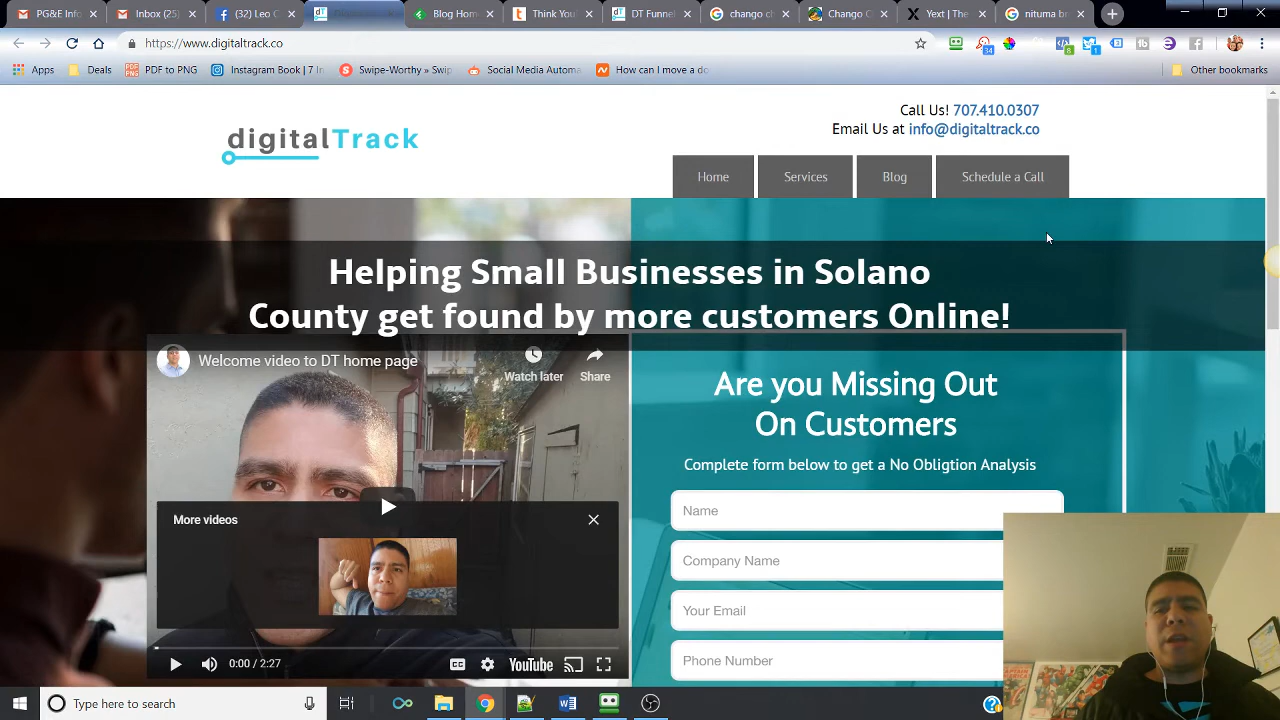 PG&E Info
Inbox (25)
(32) Leo C
Blog Hom
Think You
DT Funnel
chango c
Chango C
Yext | The
nituma br
https://www.digitaltrack.co
34
8
1
Apps
Deals
PDF to PNG
Instagram Book | 7 In
Swipe-Worthy » Swip
Social Media Automa
How can I move a do
Other bookmarks
Call Us! 707.410.0307
Email Us at info@digitaltrack.co
digitalTrack
Home
Services
Blog
Schedule a Call
Helping Small Businesses in Solano
County get found by more customers Online!
Welcome video to DT home page
Watch later
Share
More videos
0:00 / 2:27
YouTube
Are you Missing Out
On Customers
Complete form below to get a No Obligtion Analysis
Name
Company Name
Your Email
Phone Number
Type here to search